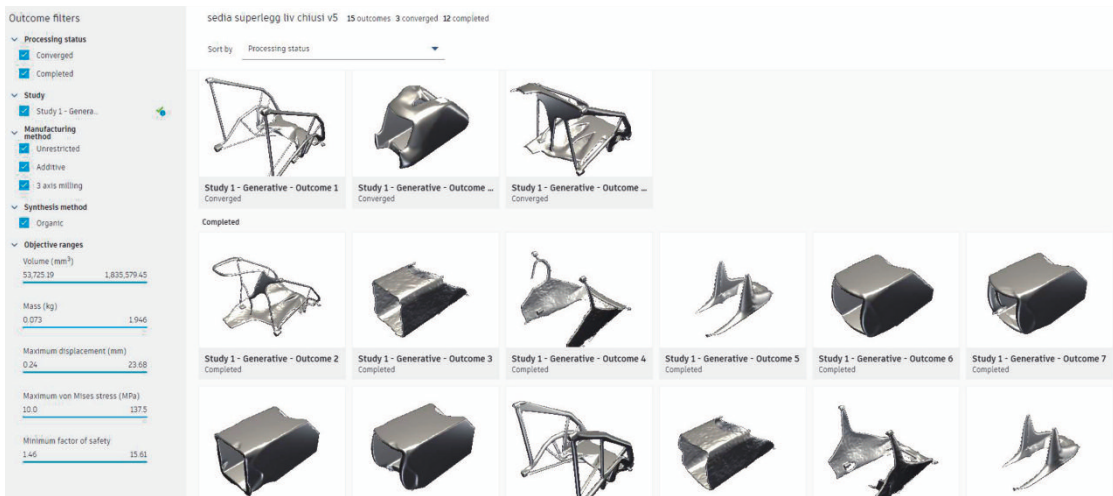 Outcome filters
Processing status
Converged
Completed
Study
Study 1 - Genera..
Manufacturing
method
Unrestricted
Additive
3 axis milling
Synthesis method
Organic
Objective ranges
Volume (mm³)
53,725.19 1,835,579.45
Mass (kg)
0.073 1.946
Maximum displacement (mm)
0.24 23.68
Maximum von Mises stress (MPa)
10.0 137.5
Minimum factor of safety
1.46 15.61
sedia superlegg liv chiusi v5 15 outcomes 3 converged 12 completed
Sort by Processing status
Study 1 - Generative - Outcome 1 Study 1 - Generative - Outcome ... Study 1 - Generative - Outcome ...
Converged Converged Converged
Completed
Study 1 - Generative - Outcome 2 Study 1 - Generative - Outcome 3 Study 1 - Generative - Outcome 4 Study 1 - Generative - Outcome 5 Study 1 - Generative - Outcome 6 Study 1 - Generative - Outcome 7
Completed Completed Completed Completed Completed Completed